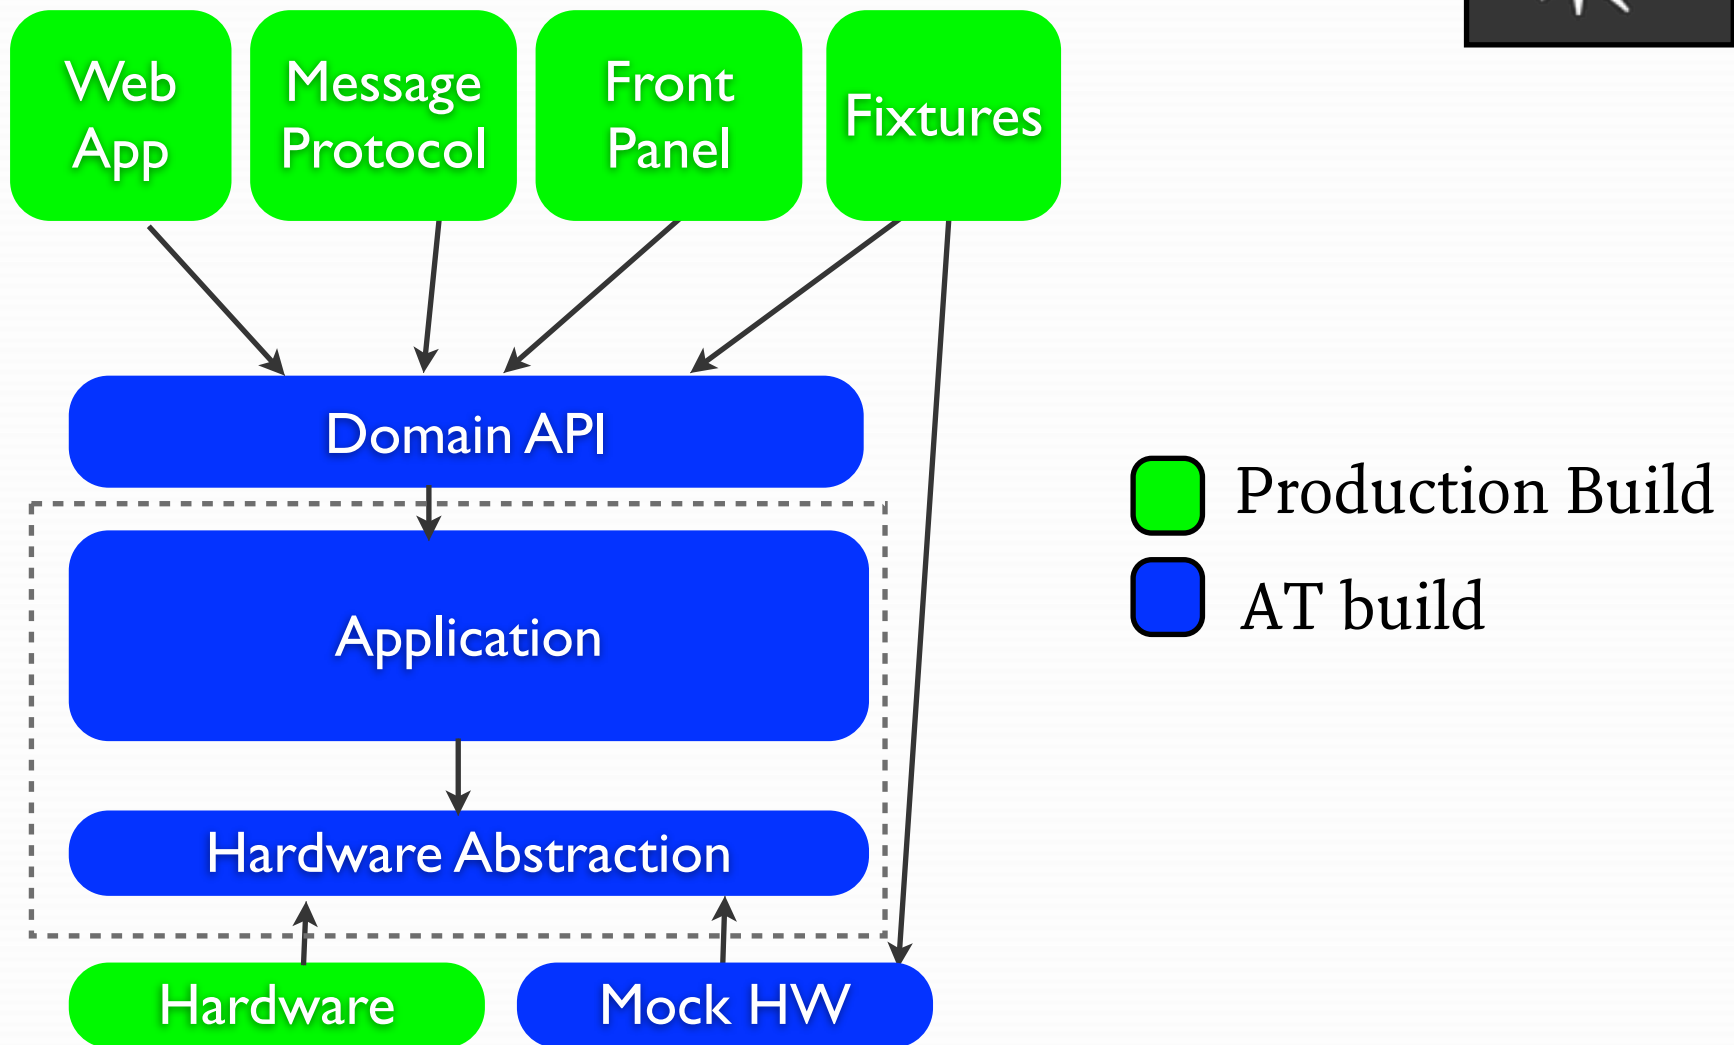 Web
App
Message
Protocol
Front
Panel
Fixtures
Domain API
Application
Hardware Abstraction
Hardware
Mock HW
Production Build
AT build